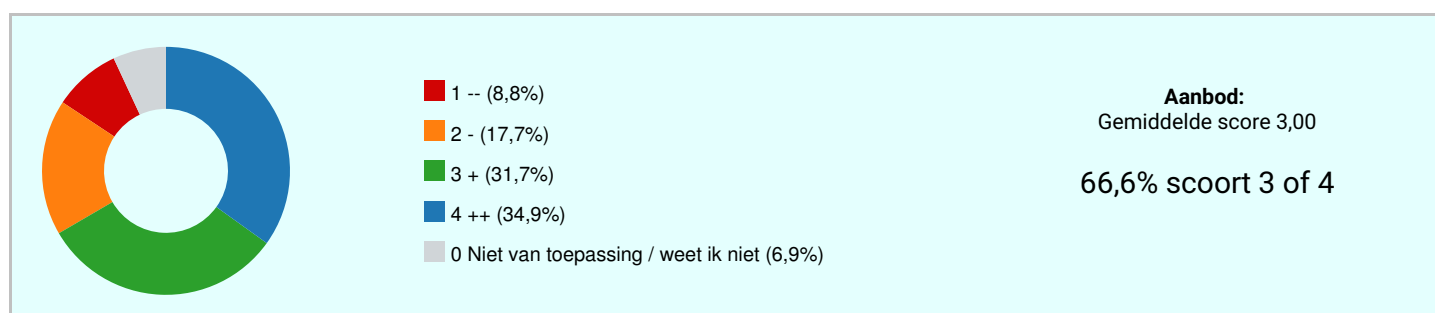 1 -- (8,8%)
2 - (17,7%)
3 + (31,7%)
4 ++ (34,9%)
0 Niet van toepassing / weet ik niet (6,9%)
Aanbod:
Gemiddelde score 3,00
66,6% scoort 3 of 4